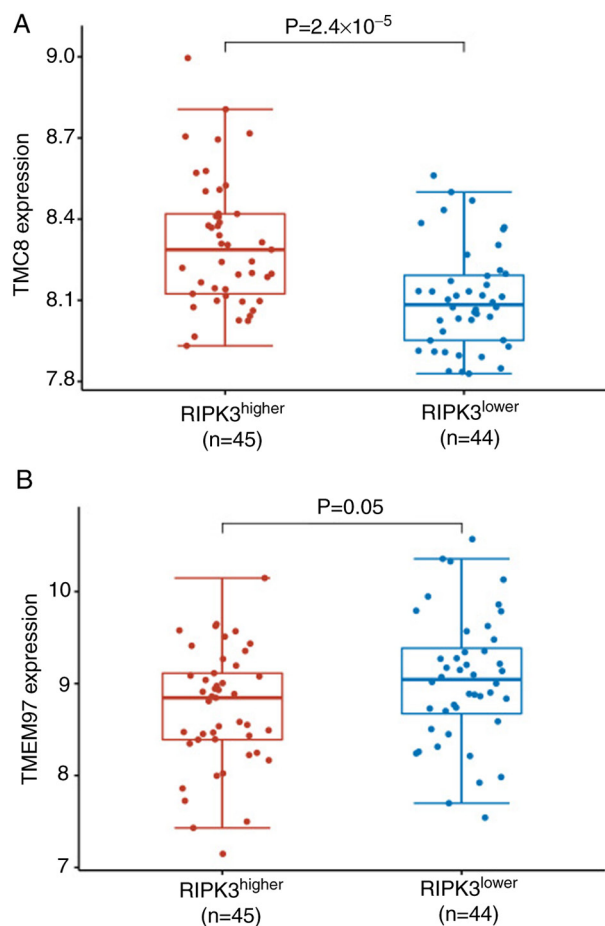 A
P=2.4×10⁻⁵
TMC8 expression
9.0
8.7
8.4
8.1
7.8
RIPK3ʰⁱᵍʰᵉʳ
(n=45)
RIPK3ˡᵒʷᵉʳ
(n=44)
B
P=0.05
TMEM97 expression
10
9
8
7
RIPK3ʰⁱᵍʰᵉʳ
(n=45)
RIPK3ˡᵒʷᵉʳ
(n=44)